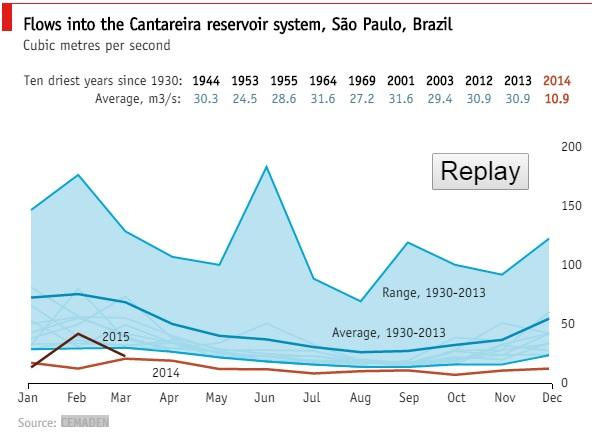 Flows into the Cantareira reservoir system, São Paulo, Brazil
Cubic metres per second
Ten driest years since 1930: 1944 1953 1955 1964 1969 2001 2003 2012 2013 2014
Average, m3/s: 30.3 24.5 28.6 31.6 27.2 31.6 29.4 30.9 30.9 10.9
200
Replay
150
100
Range, 1930-2013
50
Average, 1930-2013
2015
2014
0
Jan Feb Mar Apr May Jun Jul Aug Sep Oct Nov Dec
Source: CEMADEN